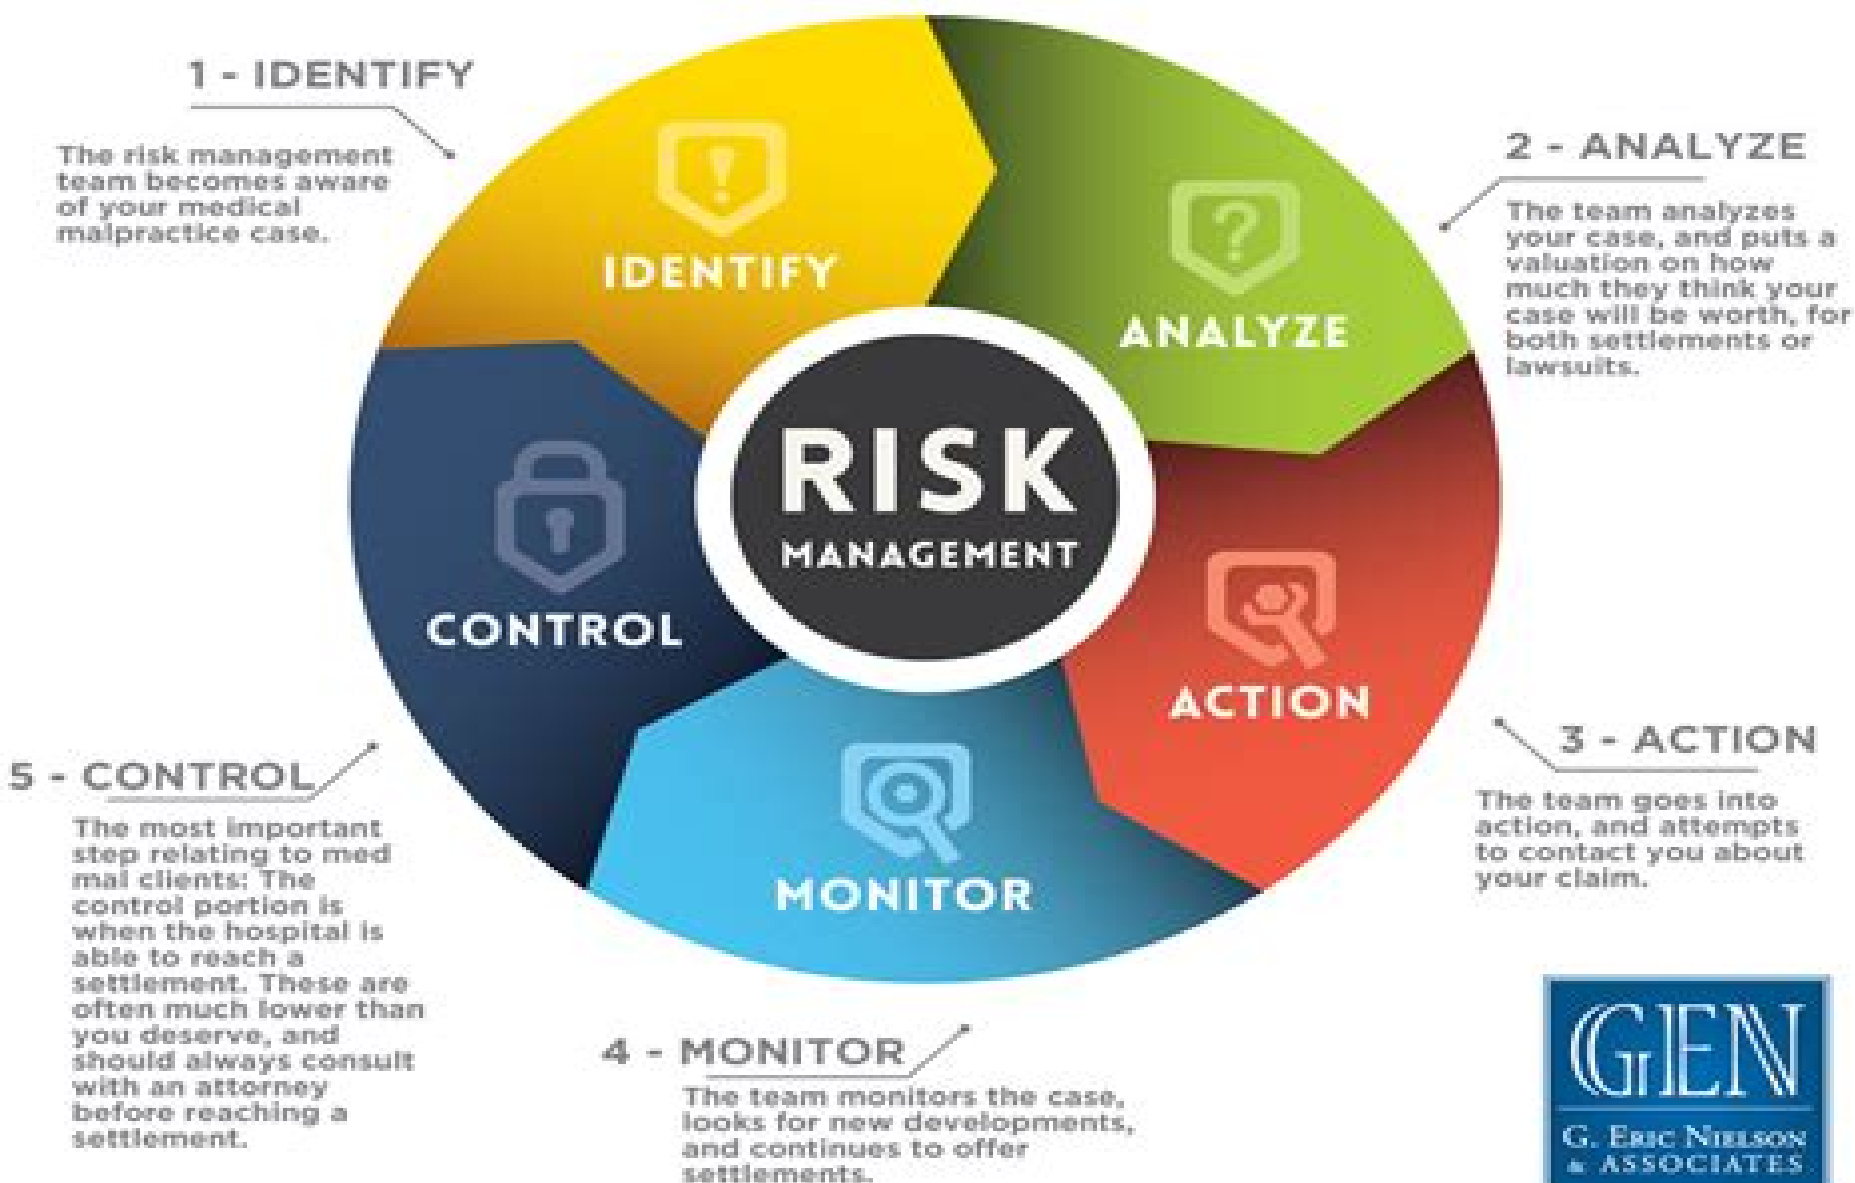 1 - IDENTIFY
The risk management
team becomes aware
of your medical
malpractice case.
2 - ANALYZE
The team analyzes
your case, and puts a
valuation on how
much they think your
case will be worth, for
both settlements or
lawsuits.
3 - ACTION
The team goes into
action, and attempts
to contact you about
your claim.
4 - MONITOR
The team monitors the case,
looks for new developments,
and continues to offer
settlements.
5 - CONTROL
The most important
step relating to med
mal clients: The
control portion is
when the hospital is
able to reach a
settlement. These are
often much lower than
you deserve, and
should always consult
with an attorney
before reaching a
settlement.
IDENTIFY
ANALYZE
ACTION
MONITOR
CONTROL
RISK
MANAGEMENT
GEN
G. ERIC NIELSON
& ASSOCIATES